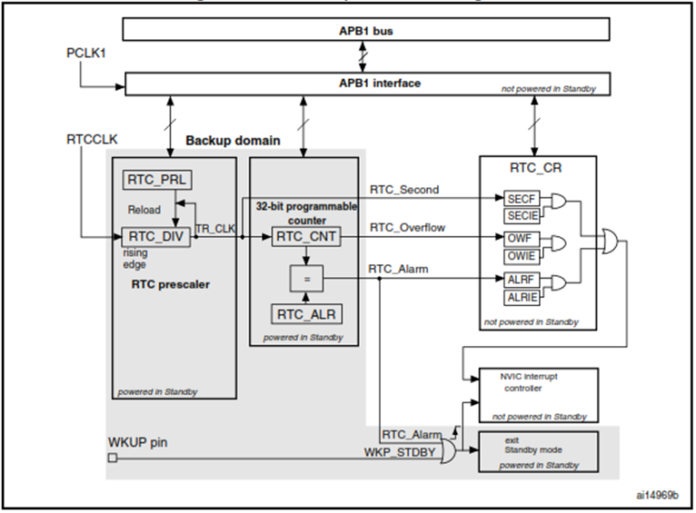 APB1 bus
PCLK1
APB1 interface
not powered in Standby
RTCCLK
Backup domain
RTC_PRL
Reload
TR_CLK
RTC_DIV
rising
edge
RTC prescaler
powered in Standby
32-bit programmable
counter
RTC_CNT
=
RTC_ALR
powered in Standby
RTC_Second
RTC_Overflow
RTC_Alarm
RTC_CR
SECF
SECIE
OWF
OWIE
ALRF
ALRIE
not powered in Standby
NVIC interrupt
controller
not powered in Standby
WKUP pin
RTC_Alarm
WKP_STDBY
exit
Standby mode
powered in Standby
ai14969b